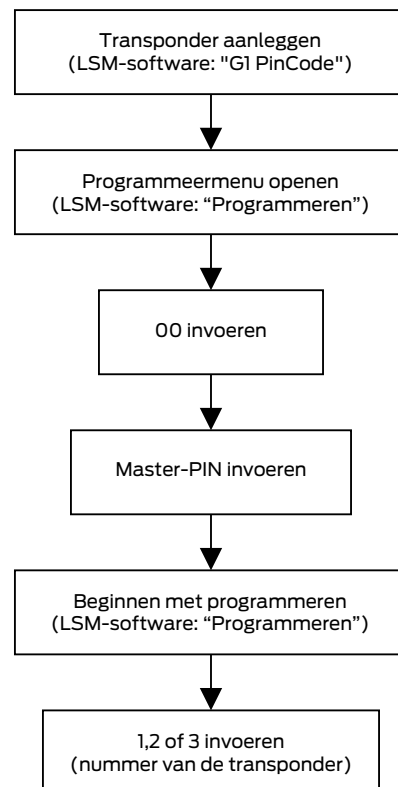 Transponder aanleggen
(LSM-software: "G1 PinCode")
Programmeermenu openen
(LSM-software: “Programmeren”)
00 invoeren
Master-PIN invoeren
Beginnen met programmeren
(LSM-software: “Programmeren”)
1,2 of 3 invoeren
(nummer van de transponder)